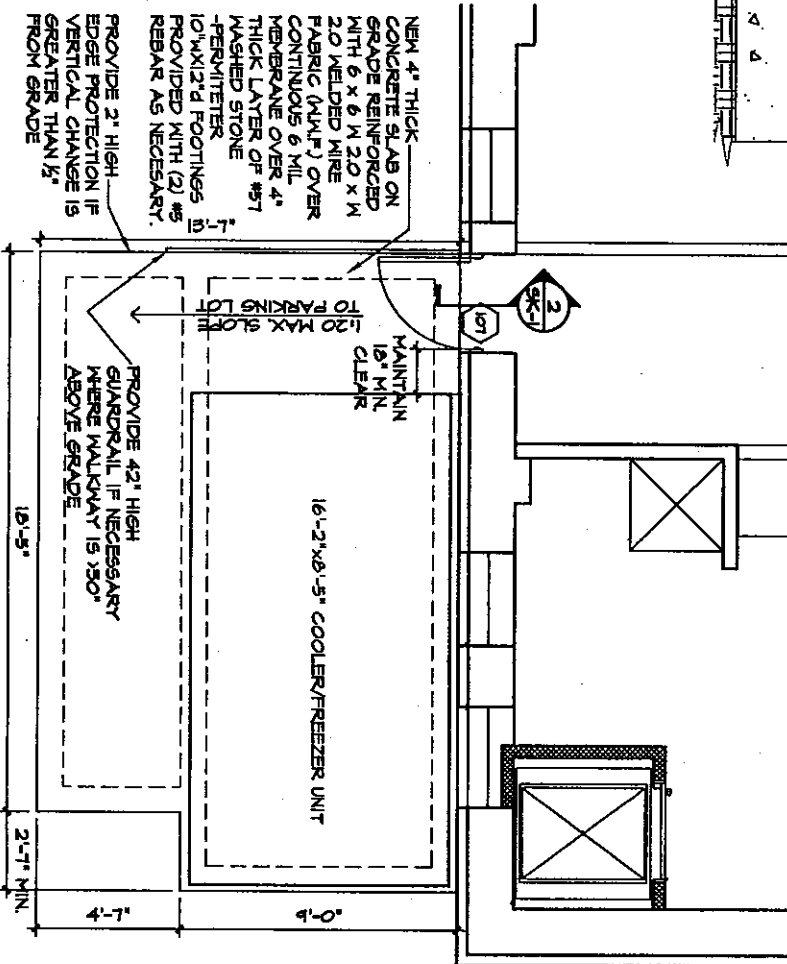 NEW 4" THICK
CONCRETE SLAB ON
GRADE REINFORCED
WITH 6 x 6 W 2.0 x W
2.0 WELDED WIRE
FABRIC (W.W.F.) OVER
CONTINUOUS 6 MIL
MEMBRANE OVER 4"
THICK LAYER OF #57
WASHED STONE
-PERMITETER
10"WX12"d FOOTINGS
PROVIDED WITH (2) #5
REBAR AS NECESARY.
PROVIDE 2" HIGH
EDGE PROTECTION IF
VERTICAL CHANGE IS
GREATER THAN ½"
FROM GRADE
13'-7"
2
SK-1
107
MAINTAIN
18" MIN.
CLEAR
1:20 MAX. SLOPE
TO PARKING LOT
PROVIDE 42" HIGH
GUARDRAIL IF NECESSARY
WHERE WALKWAY IS >30"
ABOVE GRADE
16'-2"x8'-5" COOLER/FREEZER UNIT
18'-5"
2'-7" MIN.
4'-7"
9'-0"